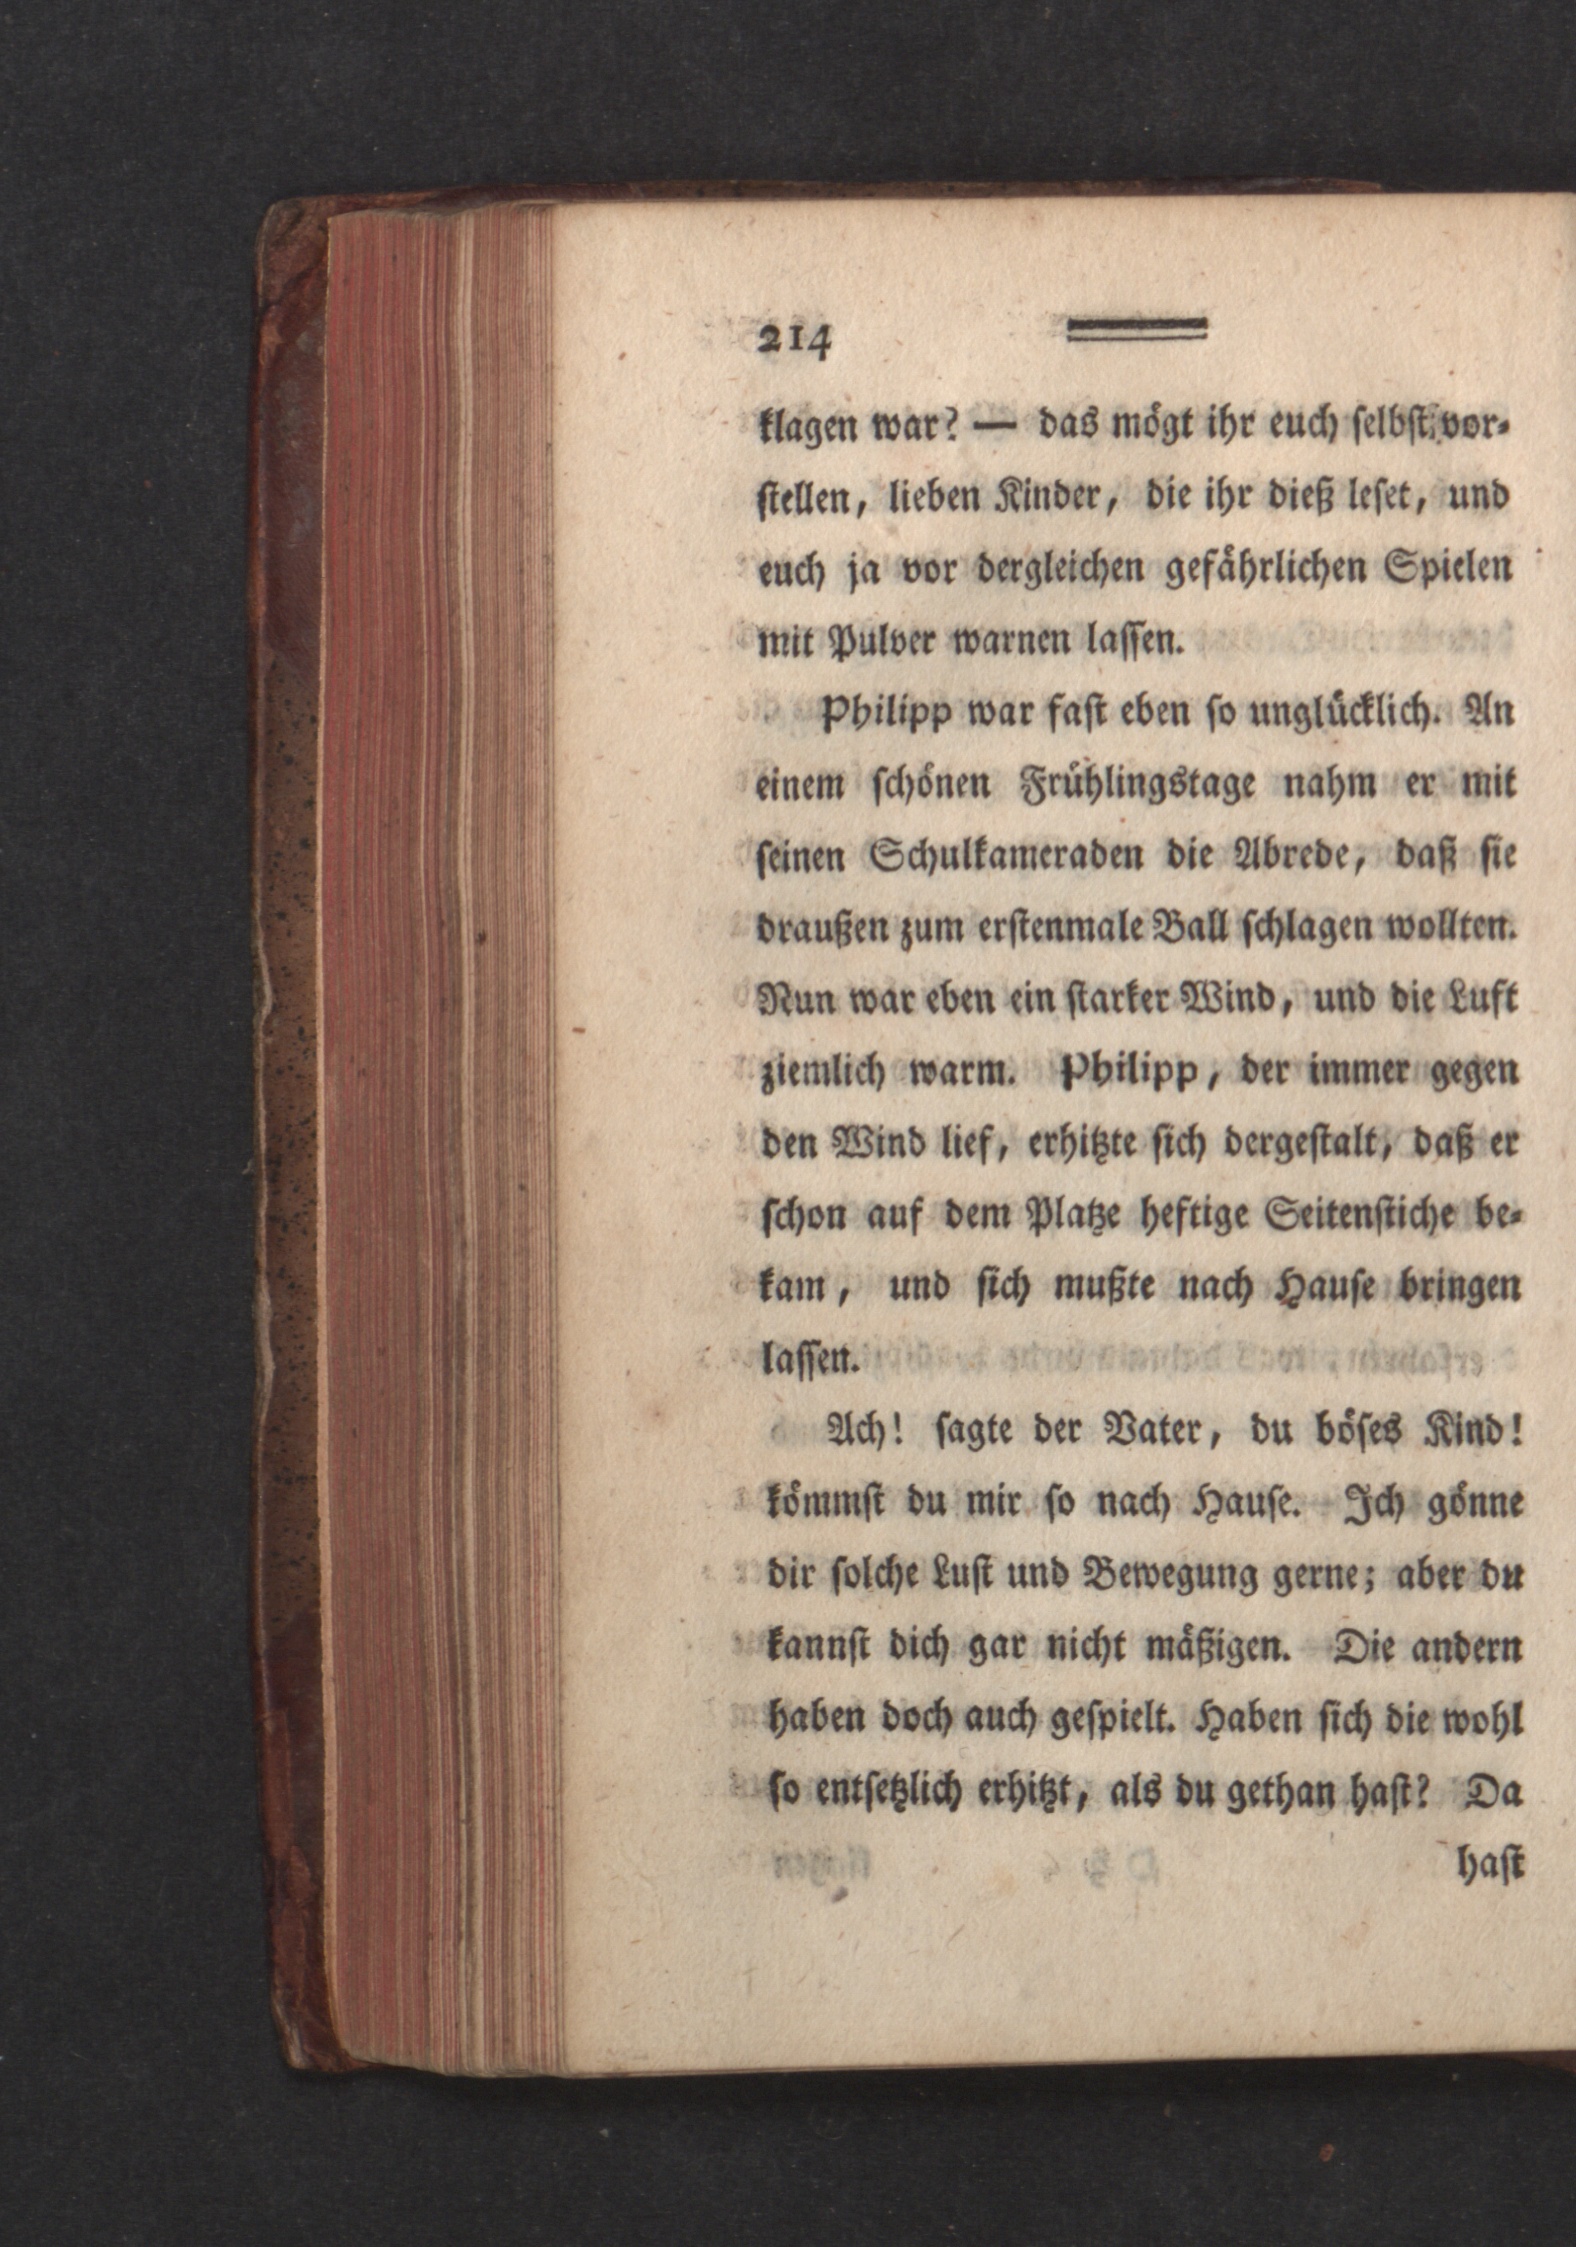 214
klagen war? — das mögt ihr euch ſelbſt vor⸗
ſtellen, lieben Kinder, die ihr dieß leſet, und
euch ja vor dergleichen gefährlichen Spielen
mit Pulver warnen laſſen.
Philipp war faſt eben ſo unglücklich. An
einem ſchönen Frühlingstage nahm er mit
ſeinen Schulkameraden die Abrede, daß ſie
draußen zum erſtenmale Ball ſchlagen wollten.
Nun war eben ein ſtarker Wind, und die Luft
ziemlich warm. Philipp, der immer gegen
den Wind lief, erhitzte ſich dergeſtalt, daß er
ſchon auf dem Platze heftige Seitenſtiche be⸗
kam, und ſich mußte nach Hauſe bringen
laſſen.
Ach! ſagte der Vater, du böſes Kind!
kömmſt du mir ſo nach Hauſe. Ich gönne
dir ſolche Luſt und Bewegung gerne; aber du
kannſt dich gar nicht mäßigen. Die andern
haben doch auch geſpielt. Haben ſich die wohl
ſo entſetzlich erhitzt, als du gethan haſt? Da
haſt